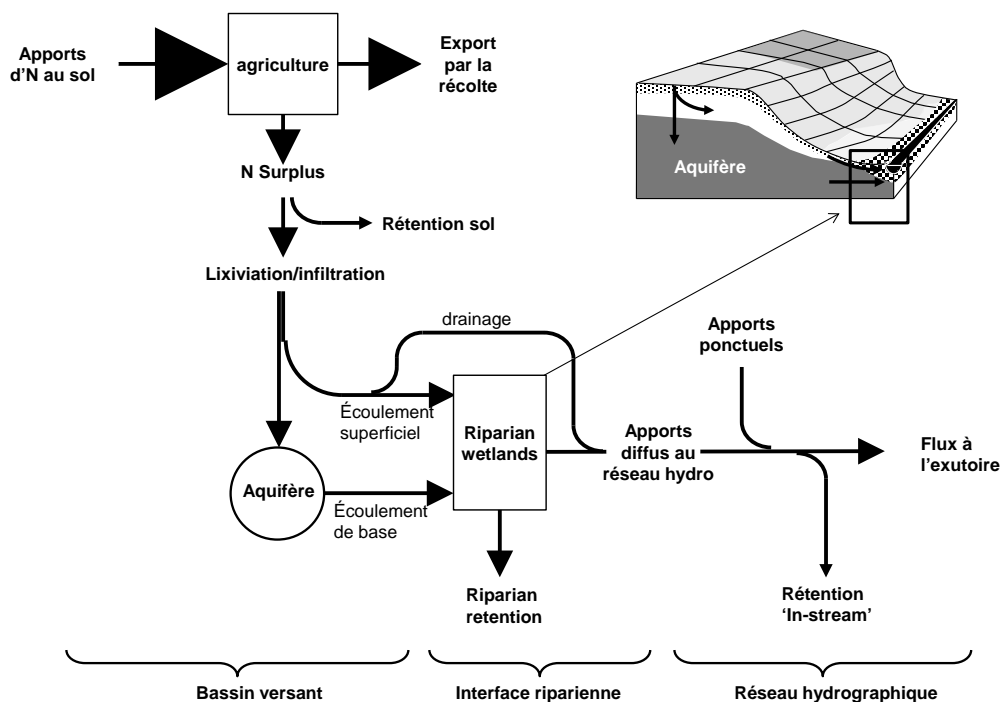 Apports
d'N au sol
agriculture
Export
par la
récolte
N Surplus
Rétention sol
Lixiviation/infiltration
Aquifère
drainage
Écoulement
superficiel
Riparian
wetlands
Apports
ponctuels
Apports
diffus au
réseau hydro
Flux à
l'exutoire
Aquifère
Écoulement
de base
Riparian
retention
Rétention
‘In-stream’
Bassin versant
Interface riparienne
Réseau hydrographique